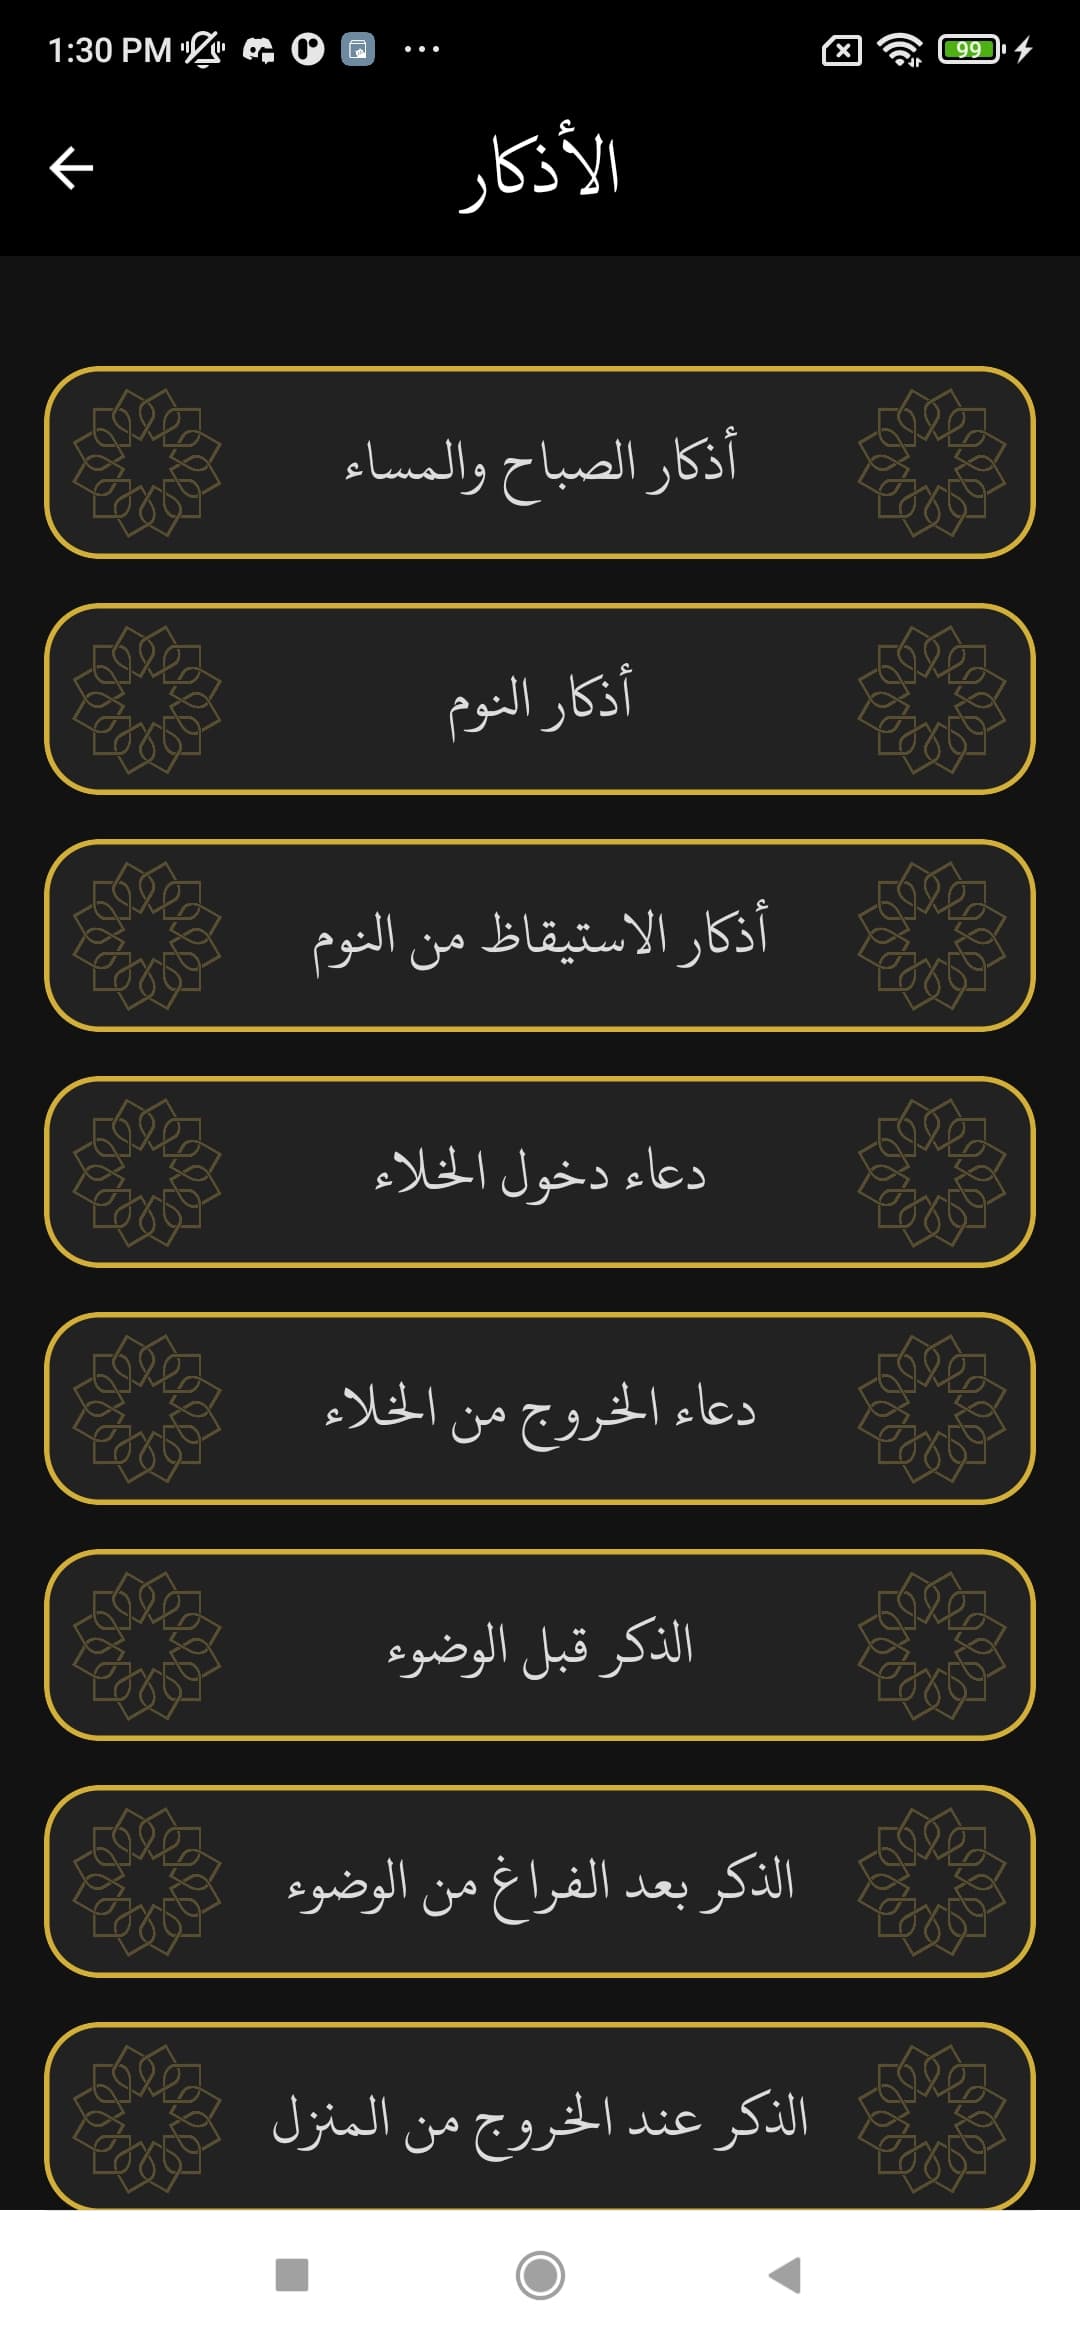 1:30 PM
99
الأذكار
أذكار الصباح والمساء
أذكار النوم
أذكار الاستيقاظ من النوم
دعاء دخول الخلاء
دعاء الخروج من الخلاء
الذكر قبل الوضوء
الذكر بعد الفراغ من الوضوء
الذكر عند الخروج من المنزل